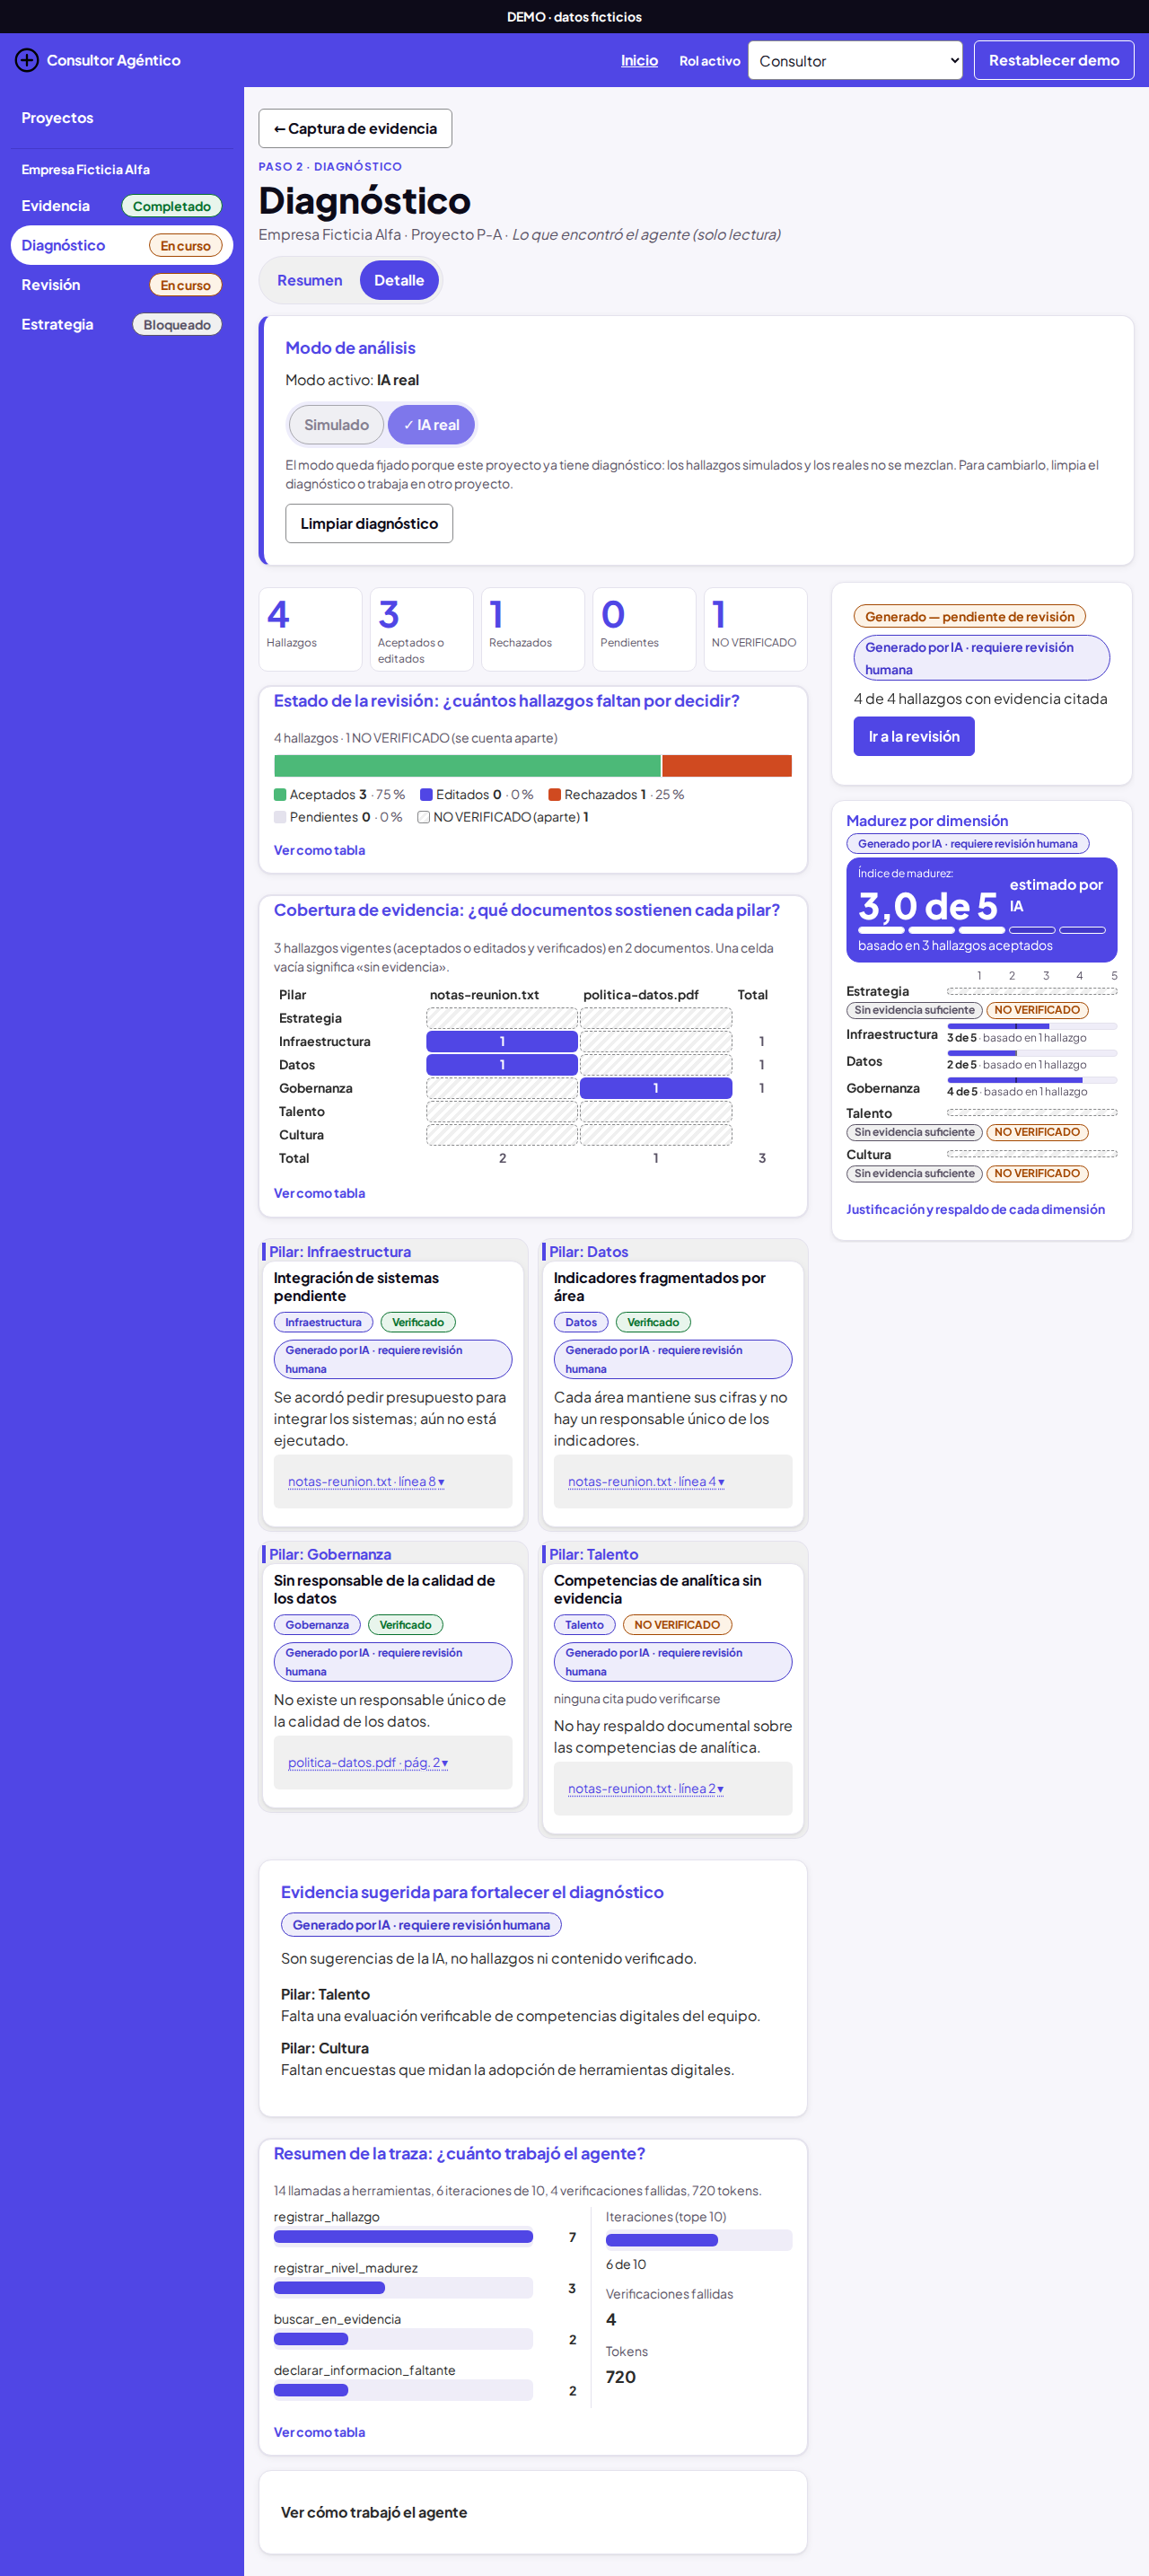 DEMO · datos ficticios
Consultor Agéntico
Inicio
Rol activo
Consultor
Restablecer demo
Proyectos
Empresa Ficticia Alfa
Evidencia
Completado
Diagnóstico
En curso
Revisión
En curso
Estrategia
Bloqueado
← Captura de evidencia
PASO 2 · DIAGNÓSTICO
Diagnóstico
Empresa Ficticia Alfa · Proyecto P-A · Lo que encontró el agente (solo lectura)
Resumen
Detalle
Modo de análisis
Modo activo: IA real
Simulado
✓ IA real
El modo queda fijado porque este proyecto ya tiene diagnóstico: los hallazgos simulados y los reales no se mezclan. Para cambiarlo, limpia el
diagnóstico o trabaja en otro proyecto.
Limpiar diagnóstico
4
Hallazgos
3
Aceptados o
editados
1
Rechazados
0
Pendientes
1
NO VERIFICADO
Estado de la revisión: ¿cuántos hallazgos faltan por decidir?
4 hallazgos · 1 NO VERIFICADO (se cuenta aparte)
Aceptados 3 · 75 %
Editados 0 · 0 %
Rechazados 1 · 25 %
Pendientes 0 · 0 %
NO VERIFICADO (aparte) 1
Ver como tabla
Cobertura de evidencia: ¿qué documentos sostienen cada pilar?
3 hallazgos vigentes (aceptados o editados y verificados) en 2 documentos. Una celda
vacía significa «sin evidencia».
Pilar notas-reunion.txt politica-datos.pdf Total
Estrategia
Infraestructura 1 1
Datos 1 1
Gobernanza 1 1
Talento
Cultura
Total 2 1 3
Ver como tabla
Pilar: Infraestructura
Integración de sistemas
pendiente
Infraestructura
Verificado
Generado por IA · requiere revisión
humana
Se acordó pedir presupuesto para
integrar los sistemas; aún no está
ejecutado.
notas-reunion.txt · línea 8 ▾
Pilar: Datos
Indicadores fragmentados por
área
Datos
Verificado
Generado por IA · requiere revisión
humana
Cada área mantiene sus cifras y no
hay un responsable único de los
indicadores.
notas-reunion.txt · línea 4 ▾
Pilar: Gobernanza
Sin responsable de la calidad de
los datos
Gobernanza
Verificado
Generado por IA · requiere revisión
humana
No existe un responsable único de
la calidad de los datos.
politica-datos.pdf · pág. 2 ▾
Pilar: Talento
Competencias de analítica sin
evidencia
Talento
NO VERIFICADO
Generado por IA · requiere revisión
humana
ninguna cita pudo verificarse
No hay respaldo documental sobre
las competencias de analítica.
notas-reunion.txt · línea 2 ▾
Evidencia sugerida para fortalecer el diagnóstico
Generado por IA · requiere revisión humana
Son sugerencias de la IA, no hallazgos ni contenido verificado.
Pilar: Talento
Falta una evaluación verificable de competencias digitales del equipo.
Pilar: Cultura
Faltan encuestas que midan la adopción de herramientas digitales.
Resumen de la traza: ¿cuánto trabajó el agente?
14 llamadas a herramientas, 6 iteraciones de 10, 4 verificaciones fallidas, 720 tokens.
registrar_hallazgo
7
registrar_nivel_madurez
3
buscar_en_evidencia
2
declarar_informacion_faltante
2
Iteraciones (tope 10)
6 de 10
Verificaciones fallidas
4
Tokens
720
Ver como tabla
Ver cómo trabajó el agente
Generado — pendiente de revisión
Generado por IA · requiere revisión
humana
4 de 4 hallazgos con evidencia citada
Ir a la revisión
Madurez por dimensión
Generado por IA · requiere revisión humana
Índice de madurez:
3,0 de 5
estimado por
IA
basado en 3 hallazgos aceptados
1 2 3 4 5
Estrategia
Sin evidencia suficiente
NO VERIFICADO
Infraestructura
3 de 5 · basado en 1 hallazgo
Datos
2 de 5 · basado en 1 hallazgo
Gobernanza
4 de 5 · basado en 1 hallazgo
Talento
Sin evidencia suficiente
NO VERIFICADO
Cultura
Sin evidencia suficiente
NO VERIFICADO
Justificación y respaldo de cada dimensión